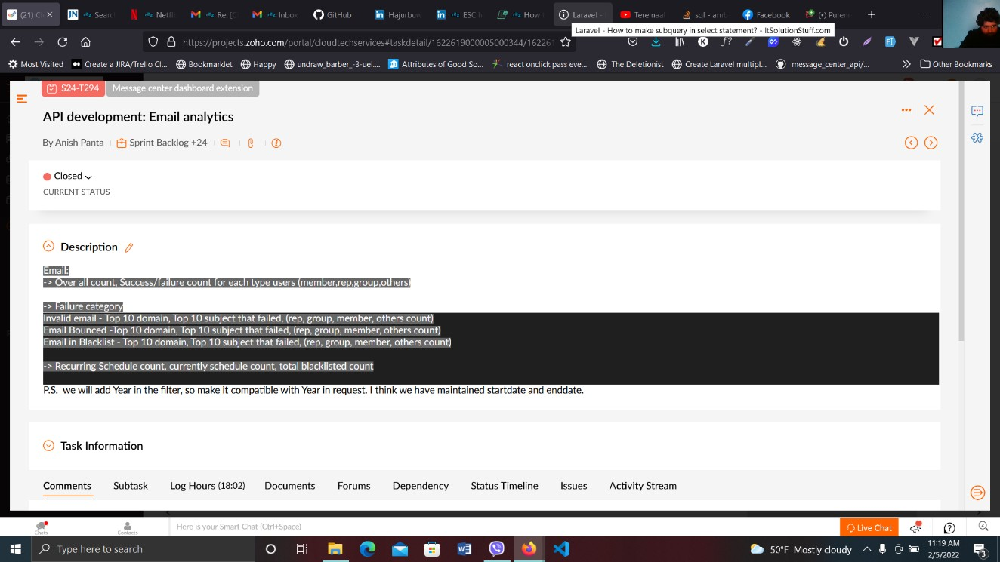 (21) Cl
Search
Netfl
Re: [C
Inbox
GitHub
Hajurbuw
ESC h
How t
Laravel -
Tere naal
sql - amb
Facebook
(•) Puren
Laravel - How to make subquery in select statement? - ItSolutionStuff.com
https://projects.zoho.com/portal/cloudtechservices#taskdetail/1622619000005000344/162261
Most Visited
Create a JIRA/Trello Cl...
Bookmarklet
Happy
undraw_barber_-3-uel....
Attributes of Good So...
react onclick pass eve...
The Deletionist
Create Laravel multipl...
message_center_api/...
Other Bookmarks
S24-T294
Message center dashboard extension
API development: Email analytics
By Anish Panta
Sprint Backlog +24
Closed
CURRENT STATUS
Description
Email:
-> Over all count, Success/failure count for each type users (member,rep,group,others)
-> Failure category
Invalid email - Top 10 domain, Top 10 subject that failed, (rep, group, member, others count)
Email Bounced -Top 10 domain, Top 10 subject that failed, (rep, group, member, others count)
Email in Blacklist - Top 10 domain, Top 10 subject that failed, (rep, group, member, others count)
-> Recurring Schedule count, currently schedule count, total blacklisted count
P.S. we will add Year in the filter, so make it compatible with Year in request. I think we have maintained startdate and enddate.
Task Information
Comments
Subtask
Log Hours (18:02)
Documents
Forums
Dependency
Status Timeline
Issues
Activity Stream
Chats
Contacts
Here is your Smart Chat (Ctrl+Space)
Live Chat
Type here to search
50°F Mostly cloudy
11:19 AM
2/5/2022
3